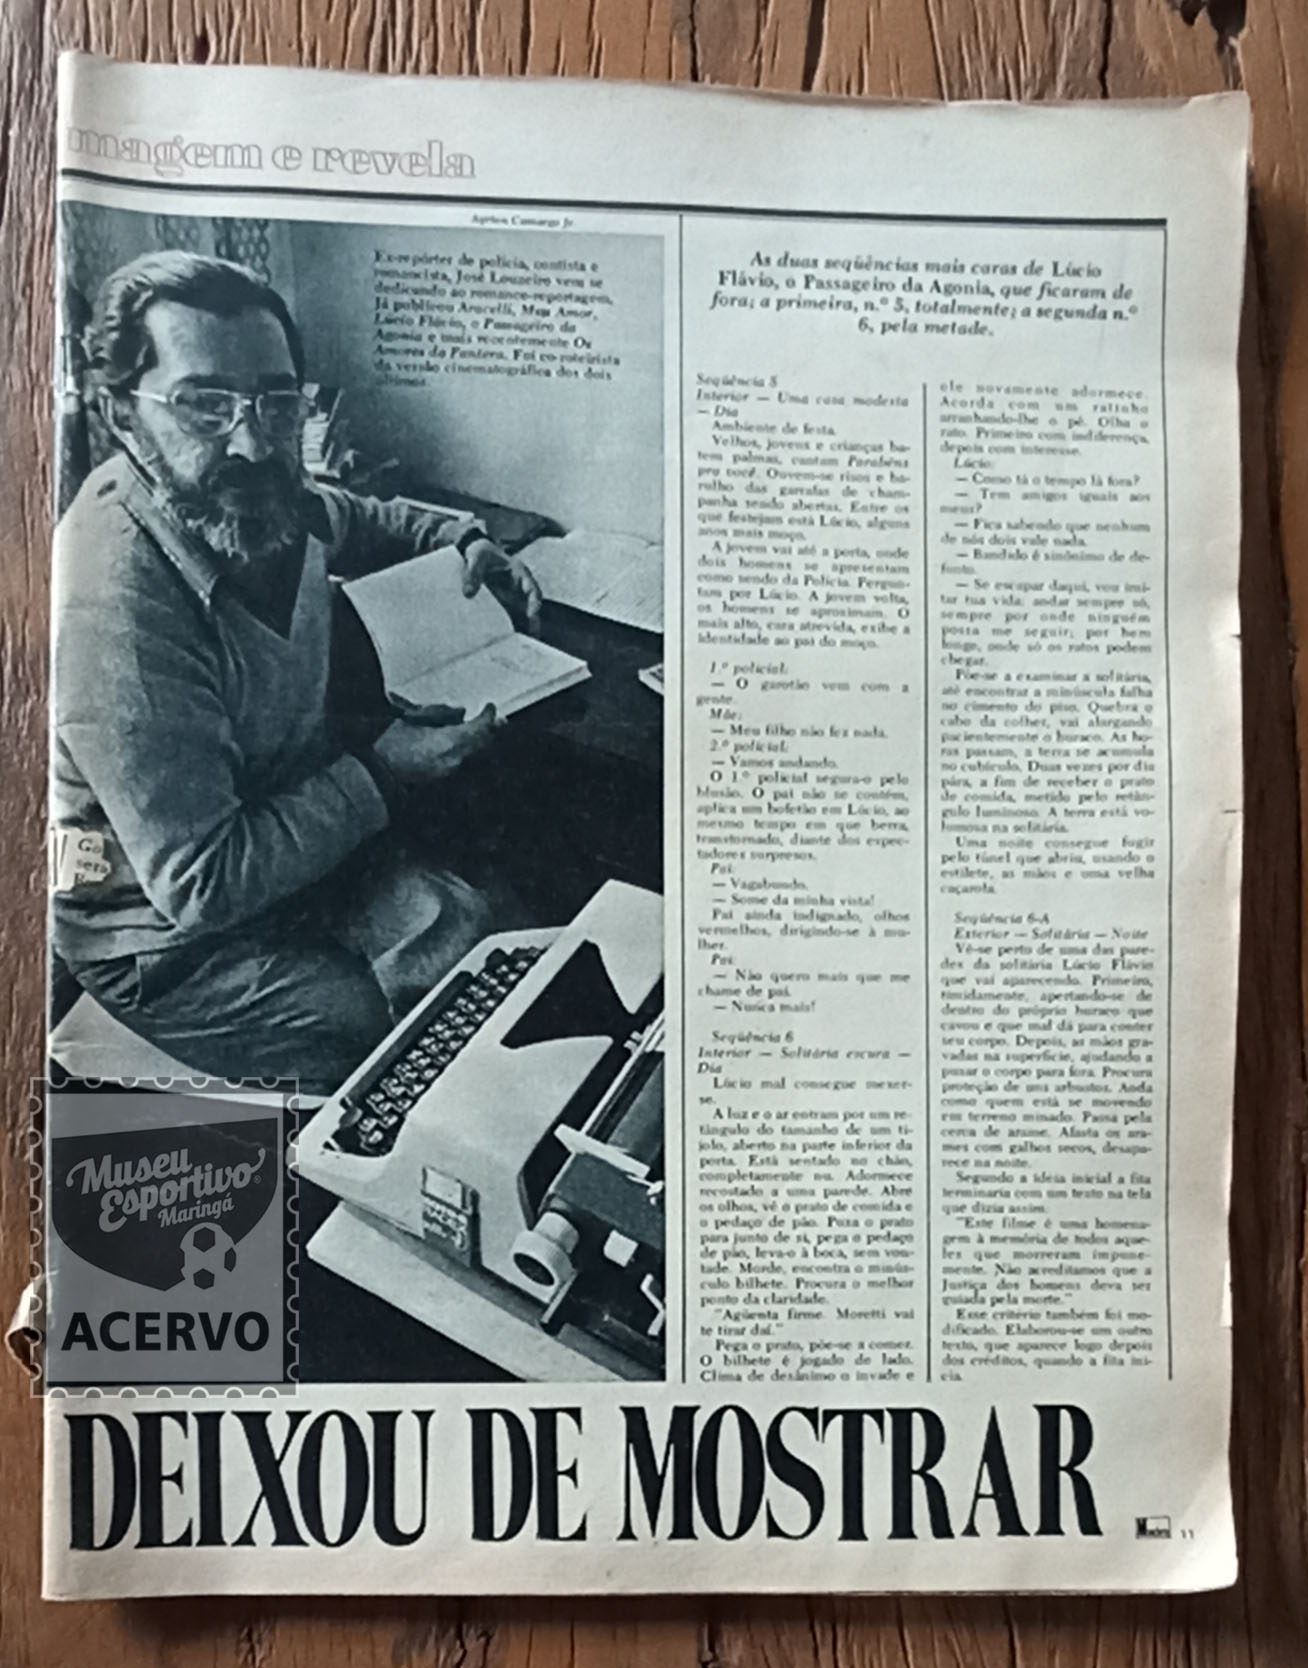 magem e revela
Ayrton Camargo Jr.
Ex-repórter de polícia, contista e
romancista, José Louzeiro vem se
dedicando ao romance-reportagem.
Já publicou Aracelli, Meu Amor,
Lúcio Flávio, o Passageiro da
Agonia e mais recentemente Os
Amores da Pantera. Foi co-roteirista
da versão cinematográfica dos dois
últimos.
Go
sera
As duas seqüências mais caras de Lúcio
Flávio, o Passageiro da Agonia, que ficaram de
fora; a primeira, n.º 5, totalmente; a segunda n.º
6, pela metade.
Seqüência 5
Interior — Uma casa modesta
— Dia
Ambiente de festa.
Velhos, jovens e crianças ba-
tem palmas, cantam Parabéns
pra você. Ouvem-se risos e ba-
rulho das garrafas de cham-
panha sendo abertas. Entre os
que festejam está Lúcio, alguns
anos mais moço.
A jovem vai até a porta, onde
dois homens se apresentam
como sendo da Polícia. Pergun-
tam por Lúcio. A jovem volta,
os homens se aproximam. O
mais alto, cara atrevida, exibe a
identidade ao pai do moço.
1.º policial:
— O garotão vem com a
gente.
Mãe:
— Meu filho não fez nada.
2.º policial:
— Vamos andando.
O 1.º policial segura-o pelo
blusão. O pai não se contém,
aplica um bofetão em Lúcio, ao
mesmo tempo em que berra,
transtornado, diante dos espec-
tadores surpresos.
Pai:
— Vagabundo.
— Some da minha vista!
Pai ainda indignado, olhos
vermelhos, dirigindo-se à mu-
lher.
Pai:
— Não quero mais que me
chame de pai.
— Nunca mais!
Seqüência 6
Interior — Solitária escura —
Dia
Lúcio mal consegue mexer-
se.
A luz e o ar entram por um re-
tângulo do tamanho de um ti-
jolo, aberto na parte inferior da
porta. Está sentado no chão,
completamente nu. Adormece
recostado a uma parede. Abre
os olhos, vê o prato de comida e
o pedaço de pão. Puxa o prato
para junto de si, pega o pedaço
de pão, leva-o à boca, sem von-
tade. Morde, encontra o minús-
culo bilhete. Procura o melhor
ponto da claridade.
"Agüenta firme. Moretti vai
te tirar daí."
Pega o prato, põe-se a comer.
O bilhete é jogado de lado.
Clima de desânimo o invade e
ele novamente adormece.
Acorda com um ratinho
arranhando-lhe o pé. Olha o
rato. Primeiro com indiferença,
depois com interesse.
Lúcio:
— Como tá o tempo lá fora?
— Tem amigos iguais aos
meus?
— Fica sabendo que nenhum
de nós dois vale nada.
— Bandido é sinônimo de de-
funto.
— Se escapar daqui, vou imi-
tar tua vida: andar sempre só,
sempre por onde ninguém
possa me seguir; por bem
longe, onde só os ratos podem
chegar.
Põe-se a examinar a solitária,
até encontrar a minúscula falha
no cimento do piso. Quebra o
cabo da colher, vai alargando
pacientemente o buraco. As ho-
ras passam, a terra se acumula
no cubículo. Duas vezes por dia
pára, a fim de receber o prato
de comida, metido pelo retân-
gulo luminoso. A terra está vo-
lumosa na solitária.
Uma noite consegue fugir
pelo túnel que abriu, usando o
estilete, as mãos e uma velha
caçarola.
Seqüência 6-A
Exterior — Solitária — Noite
Vê-se perto de uma das pare-
des da solitária Lúcio Flávio
que vai aparecendo. Primeiro,
timidamente, apertando-se de
dentro do próprio buraco que
cavou e que mal dá para conter
seu corpo. Depois, as mãos gra-
vadas na superfície, ajudando a
puxar o corpo para fora. Procura
proteção de uns arbustos. Anda
como quem está se movendo
em terreno minado. Passa pela
cerca de arame. Afasta os ara-
mes com galhos secos, desapa-
rece na noite.
Segundo a idéia inicial a fita
terminaria com um texto na tela
que dizia assim:
"Este filme é uma homena-
gem à memória de todos aque-
les que morreram impune-
mente. Não acreditamos que a
Justiça dos homens deva ser
guiada pela morte."
Esse critério também foi mo-
dificado. Elaborou-se um outro
texto, que aparece logo depois
dos créditos, quando a fita ini-
cia.
Museu
Esportivo
Maringá
ACERVO
DEIXOU DE MOSTRAR
11